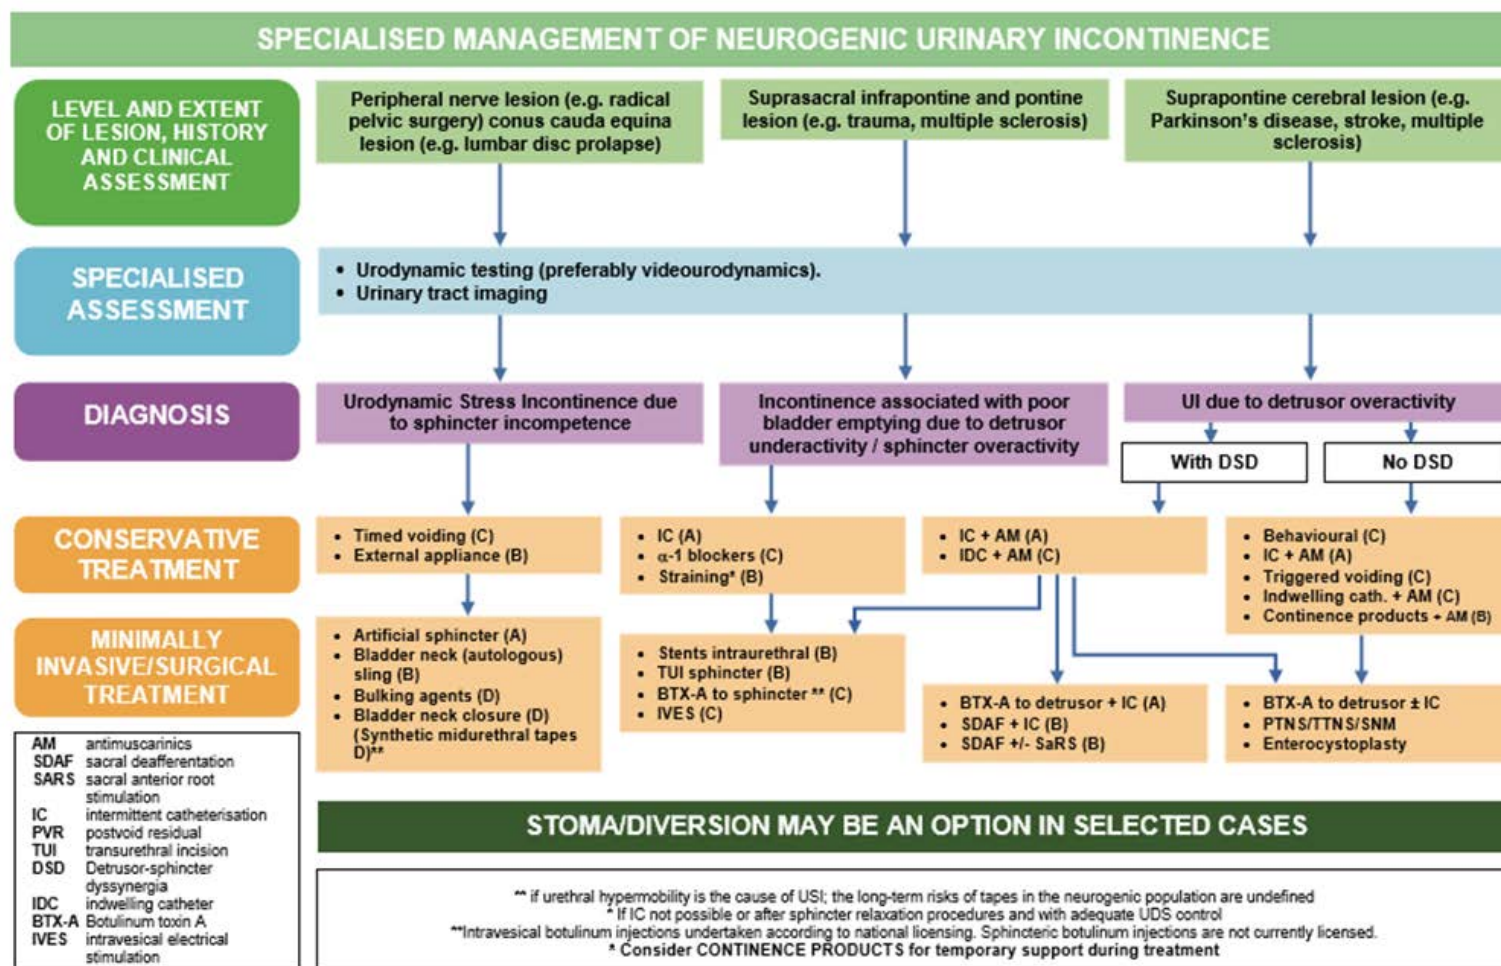 SPECIALISED MANAGEMENT OF NEUROGENIC URINARY INCONTINENCE
LEVEL AND EXTENT
OF LESION, HISTORY
AND CLINICAL
ASSESSMENT
Peripheral nerve lesion (e.g. radical
pelvic surgery) conus cauda equina
lesion (e.g. lumbar disc prolapse)
Suprasacral infrapontine and pontine
lesion (e.g. trauma, multiple sclerosis)
Suprapontine cerebral lesion (e.g.
Parkinson's disease, stroke, multiple
sclerosis)
SPECIALISED
ASSESSMENT
• Urodynamic testing (preferably videourodynamics).
• Urinary tract imaging
DIAGNOSIS
Urodynamic Stress Incontinence due
to sphincter incompetence
Incontinence associated with poor
bladder emptying due to detrusor
underactivity / sphincter overactivity
UI due to detrusor overactivity
With DSD
No DSD
CONSERVATIVE
TREATMENT
• Timed voiding (C)
• External appliance (B)
• IC (A)
• α-1 blockers (C)
• Straining* (B)
• IC + AM (A)
• IDC + AM (C)
• Behavioural (C)
• IC + AM (A)
• Triggered voiding (C)
• Indwelling cath. + AM (C)
• Continence products + AM (B)
MINIMALLY
INVASIVE/SURGICAL
TREATMENT
• Artificial sphincter (A)
• Bladder neck (autologous)
sling (B)
• Bulking agents (D)
• Bladder neck closure (D)
(Synthetic midurethral tapes
D)**
• Stents intraurethral (B)
• TUI sphincter (B)
• BTX-A to sphincter ** (C)
• IVES (C)
• BTX-A to detrusor + IC (A)
• SDAF + IC (B)
• SDAF +/- SaRS (B)
• BTX-A to detrusor ± IC
• PTNS/TTNS/SNM
• Enterocystoplasty
AM antimuscarinics
SDAF sacral deafferentation
SARS sacral anterior root
stimulation
IC intermittent catheterisation
PVR postvoid residual
TUI transurethral incision
DSD Detrusor-sphincter
dyssynergia
IDC indwelling catheter
BTX-A Botulinum toxin A
IVES intravesical electrical
stimulation
STOMA/DIVERSION MAY BE AN OPTION IN SELECTED CASES
** if urethral hypermobility is the cause of USI; the long-term risks of tapes in the neurogenic population are undefined
* If IC not possible or after sphincter relaxation procedures and with adequate UDS control
**Intravesical botulinum injections undertaken according to national licensing. Sphincteric botulinum injections are not currently licensed.
* Consider CONTINENCE PRODUCTS for temporary support during treatment